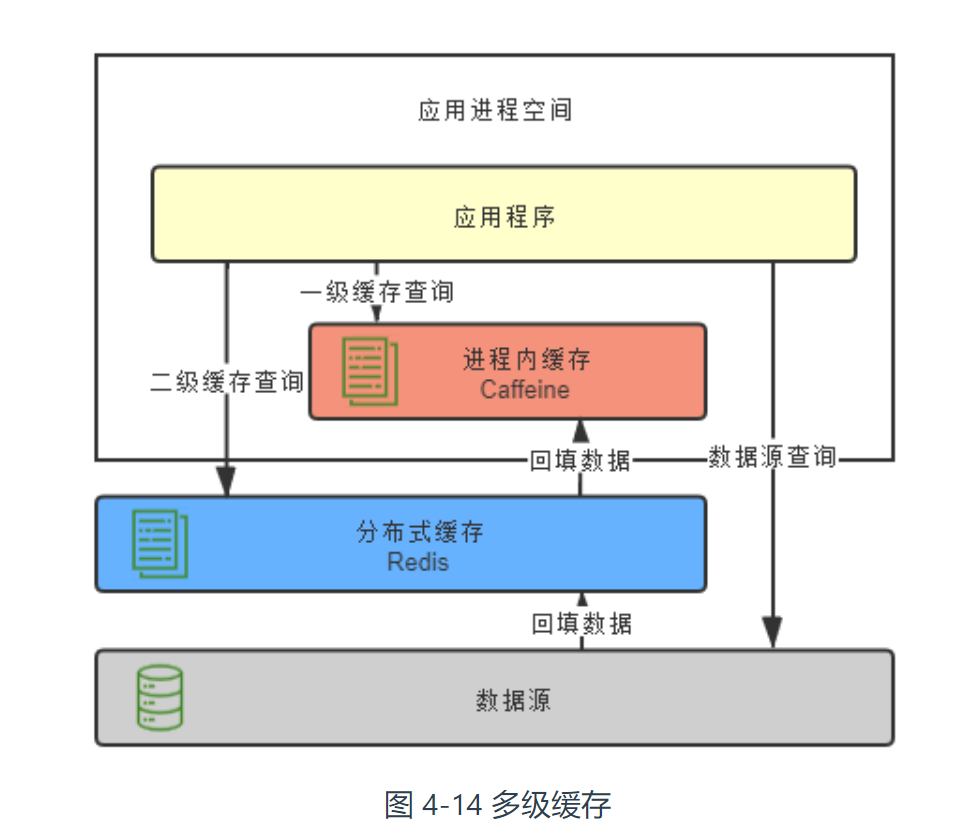 应用进程空间
应用程序
一级缓存查询
进程内缓存
Caffeine
二级缓存查询
回填数据
数据源查询
分布式缓存
Redis
回填数据
数据源
图 4-14 多级缓存